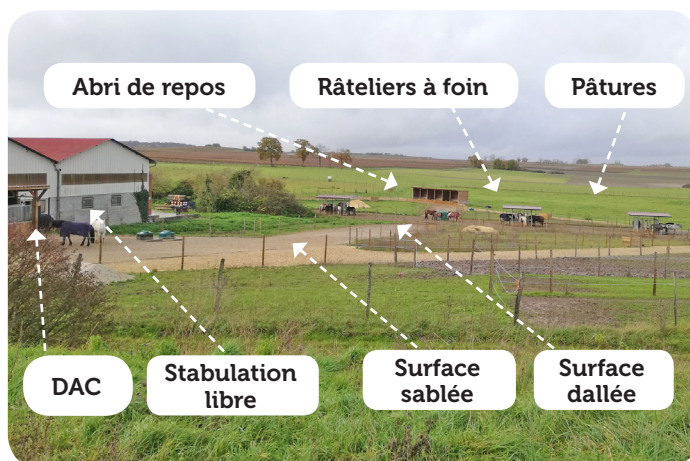 Abri de repos
Râteliers à foin
Pâtures
DAC
Stabulation
libre
Surface
sablée
Surface
dallée